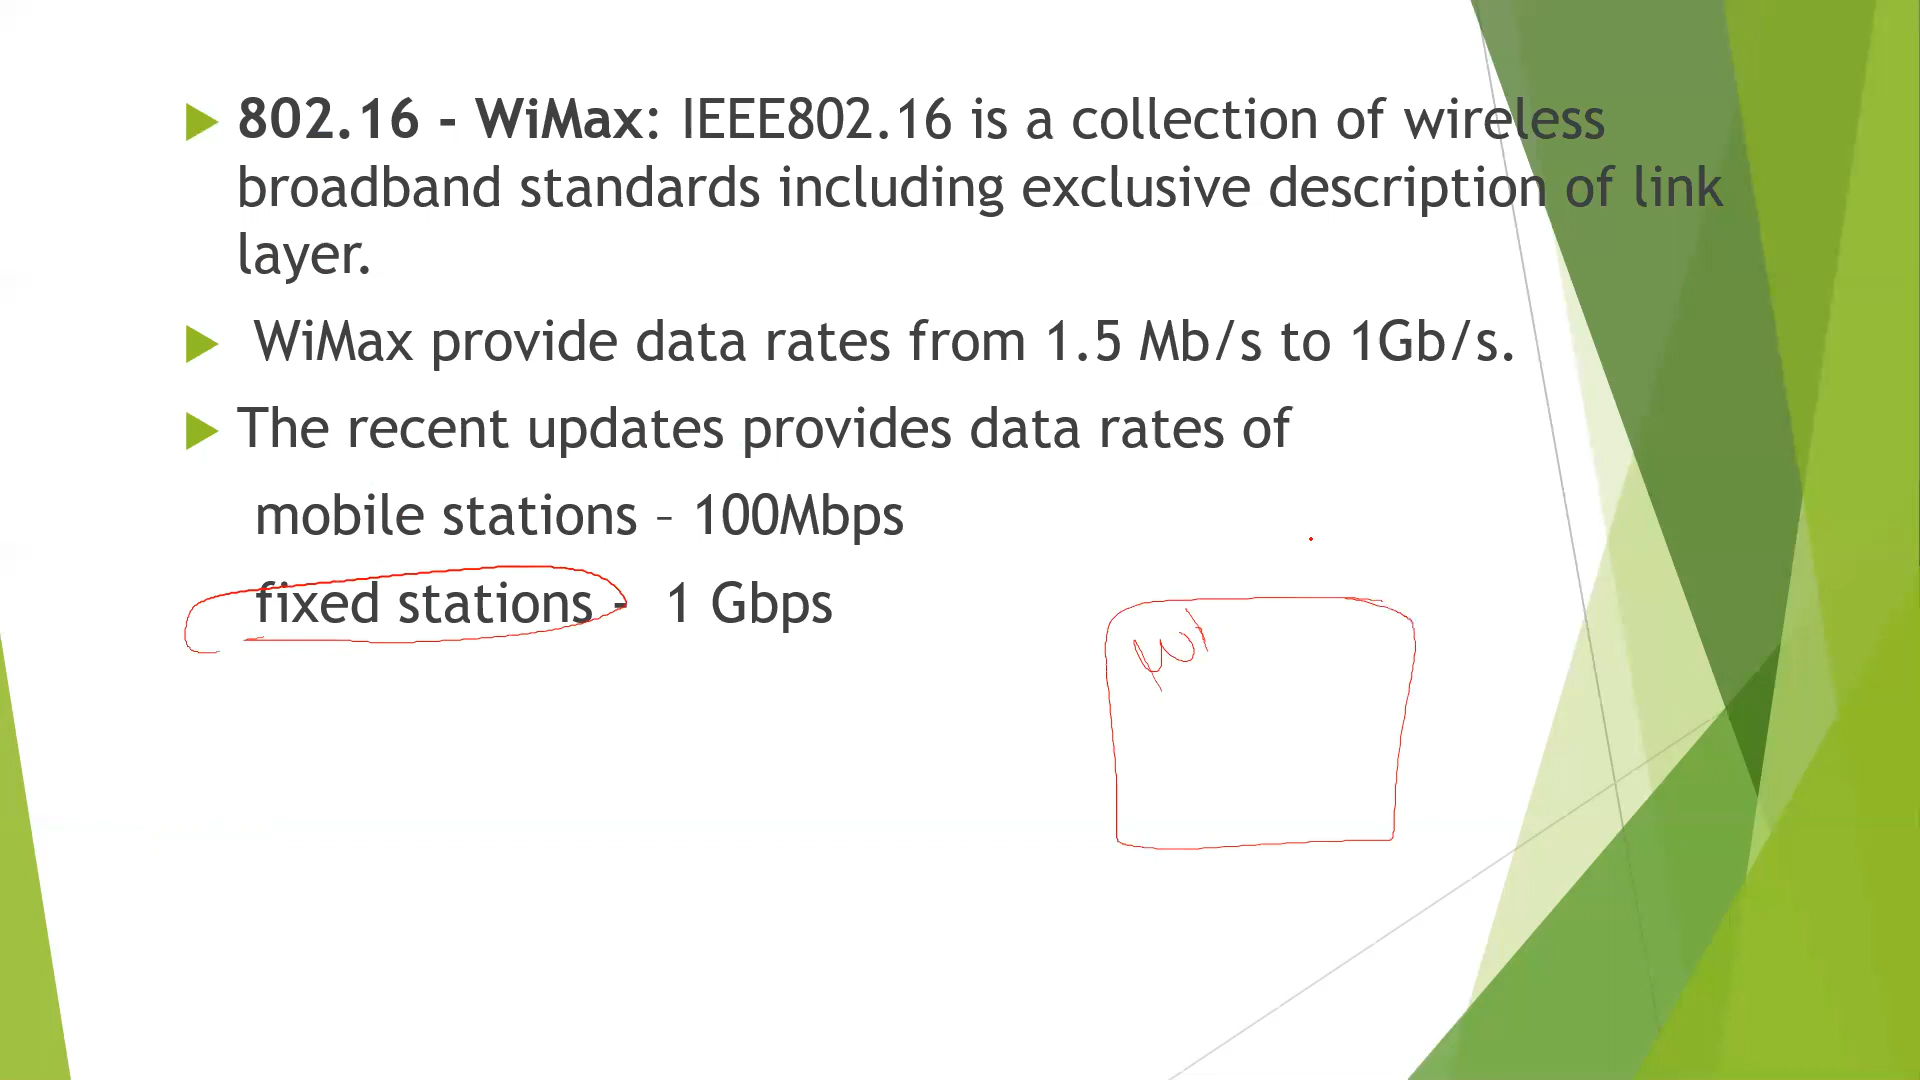 802.16 - WiMax: IEEE802.16 is a collection of wireless
broadband standards including exclusive description of link
layer.
WiMax provide data rates from 1.5 Mb/s to 1Gb/s.
The recent updates provides data rates of
mobile stations – 100Mbps
fixed stations - 1 Gbps